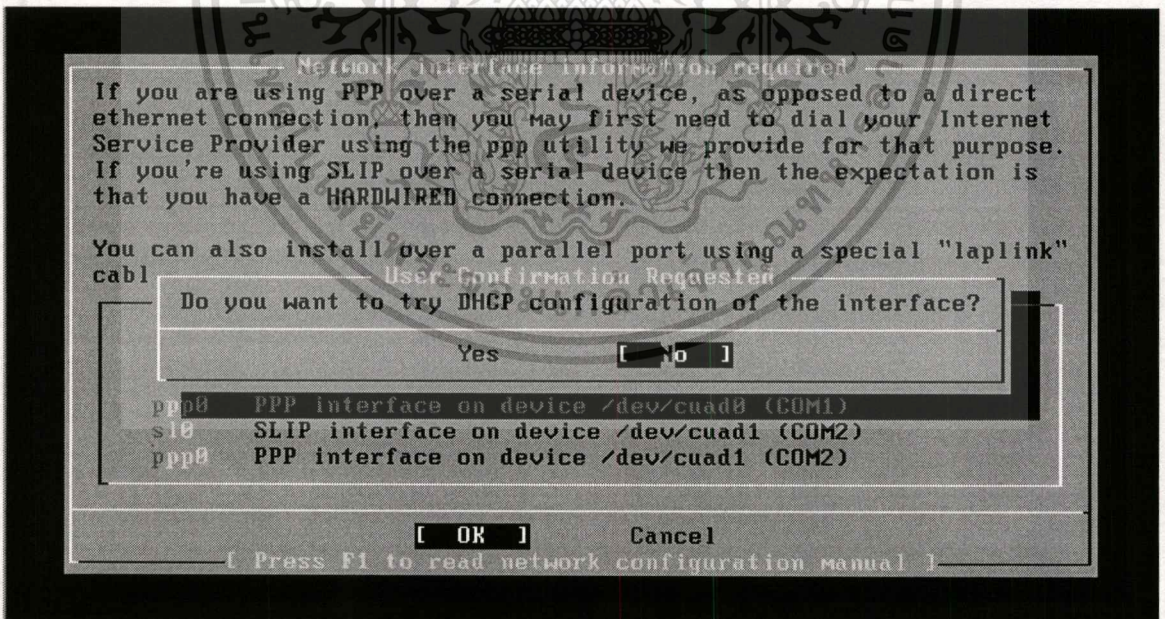 Network interface information required
If you are using PPP over a serial device, as opposed to a direct
ethernet connection, then you may first need to dial your Internet
Service Provider using the ppp utility we provide for that purpose.
If you're using SLIP over a serial device then the expectation is
that you have a HARDWIRED connection.
You can also install over a parallel port using a special "laplink"
cabl
User Confirmation Requested
Do you want to try DHCP configuration of the interface?
Yes [ No ]
ppp0 PPP interface on device /dev/cuad0 (COM1)
sl0 SLIP interface on device /dev/cuad1 (COM2)
ppp0 PPP interface on device /dev/cuad1 (COM2)
[ OK ] Cancel
[ Press F1 to read network configuration manual ]